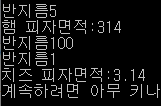 반지름5
햄 피자면적:314
반지름100
반지름1
치즈 피자면적:3.14
계속하려면 아무 키나